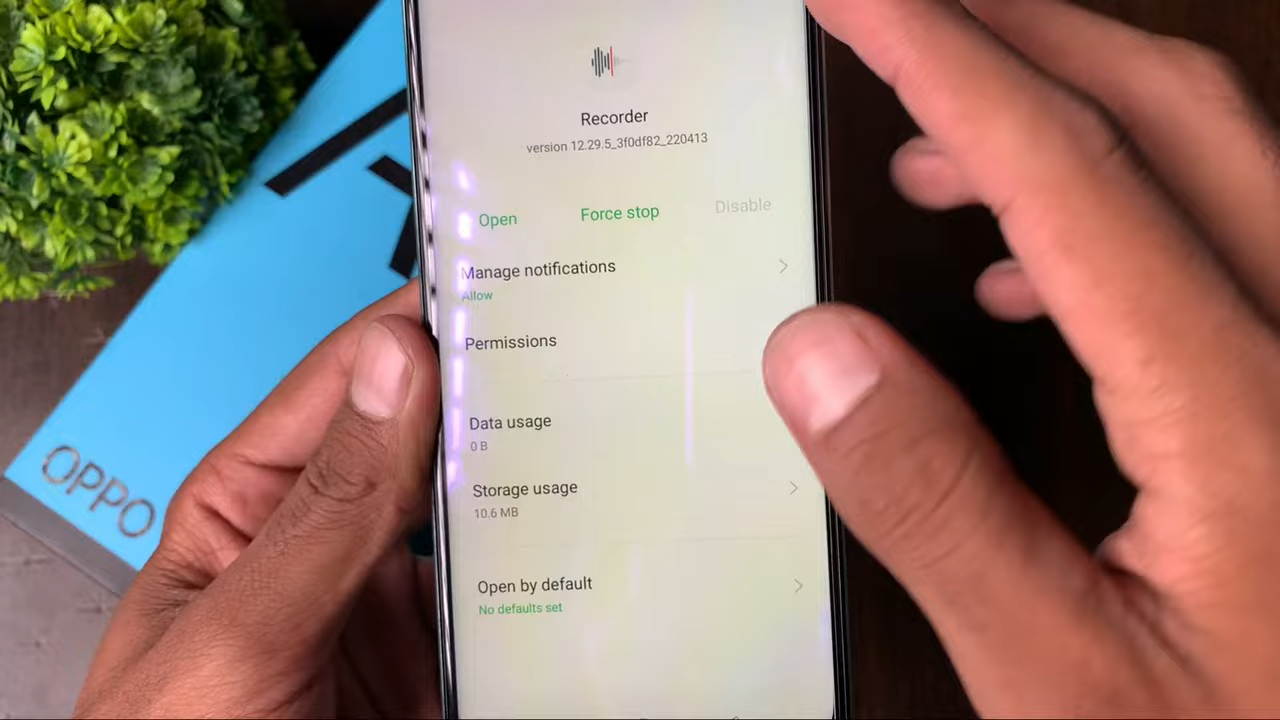 Recorder
version 12.29.5_3f0df82_220413
Open
Force stop
Disable
Manage notifications
Allow
Permissions
Data usage
0 B
Storage usage
10.6 MB
Open by default
No defaults set
OPPO